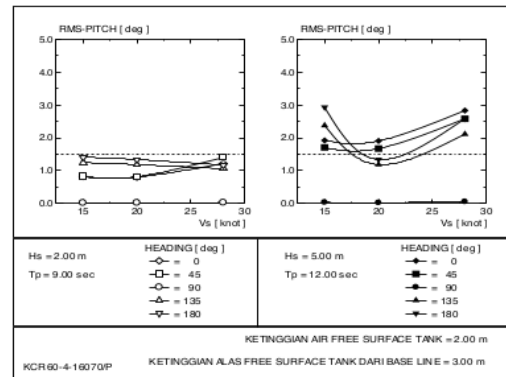 RMS-PITCH [ deg ]
5.0
4.0
3.0
2.0
1.0
0.0
15
20
25
30
Vs [ knot ]
RMS-PITCH [ deg ]
5.0
4.0
3.0
2.0
1.0
0.0
15
20
25
30
Vs [ knot ]
Hs = 2.00 m
Tp = 9.00 sec
HEADING [ deg ]
= 0
= 45
= 90
= 135
= 180
Hs = 5.00 m
Tp = 12.00 sec
HEADING [ deg ]
= 0
= 45
= 90
= 135
= 180
KETINGGIAN AIR FREE SURFACE TANK = 2.00 m
KCR60-4-16070/P
KETINGGIAN ALAS FREE SURFACE TANK DARI BASE LINE = 3.00 m